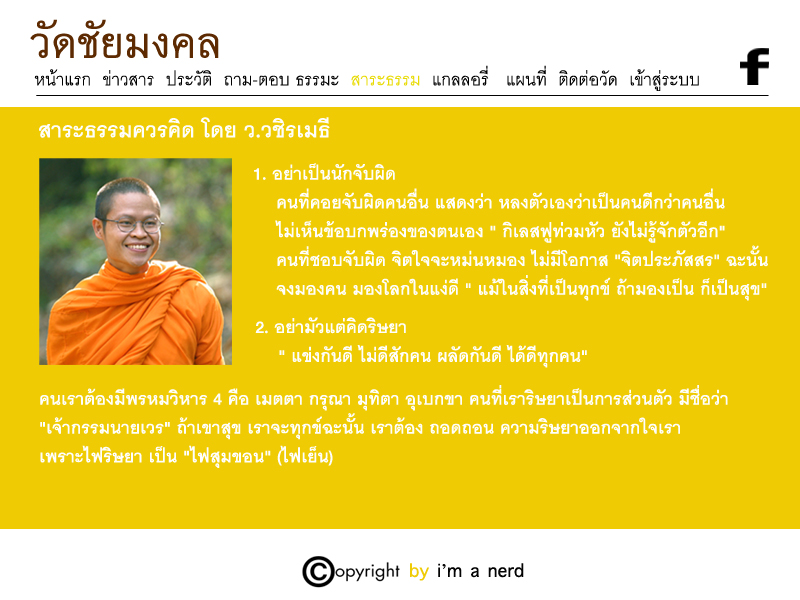 วัดชัยมงคล
หน้าแรก ข่าวสาร ประวัติ ถาม-ตอบ ธรรมะ สาระธรรม แกลลอรี่ แผนที่ ติดต่อวัด เข้าสู่ระบบ
f
สาระธรรมควรคิด โดย ว.วชิรเมธี
1. อย่าเป็นนักจับผิด
คนที่คอยจับผิดคนอื่น แสดงว่า หลงตัวเองว่าเป็นคนดีกว่าคนอื่น
ไม่เห็นข้อบกพร่องของตนเอง " กิเลสฟูท่วมหัว ยังไม่รู้จักตัวอีก"
คนที่ชอบจับผิด จิตใจจะหม่นหมอง ไม่มีโอกาส "จิตประภัสสร" ฉะนั้น
จงมองคน มองโลกในแง่ดี " แม้ในสิ่งที่เป็นทุกข์ ถ้ามองเป็น ก็เป็นสุข"
2. อย่ามัวแต่คิดริษยา
" แข่งกันดี ไม่ดีสักคน ผลัดกันดี ได้ดีทุกคน"
คนเราต้องมีพรหมวิหาร 4 คือ เมตตา กรุณา มุทิตา อุเบกขา คนที่เราริษยาเป็นการส่วนตัว มีชื่อว่า
"เจ้ากรรมนายเวร" ถ้าเขาสุข เราจะทุกข์ฉะนั้น เราต้อง ถอดถอน ความริษยาออกจากใจเรา
เพราะไฟริษยา เป็น "ไฟสุมขอน" (ไฟเย็น)
©opyright by i'm a nerd